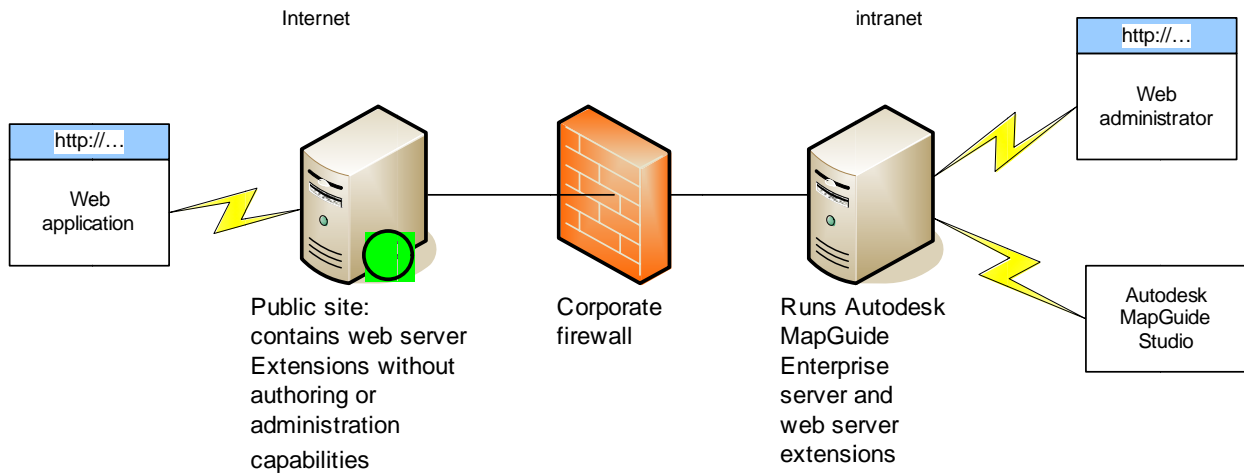 Internet
intranet
http://…
Web
application
http://…
Web
administrator
Public site:
contains web server
Extensions without
authoring or
administration
capabilities
Corporate
firewall
Runs Autodesk
MapGuide
Enterprise
server and
web server
extensions
Autodesk
MapGuide
Studio